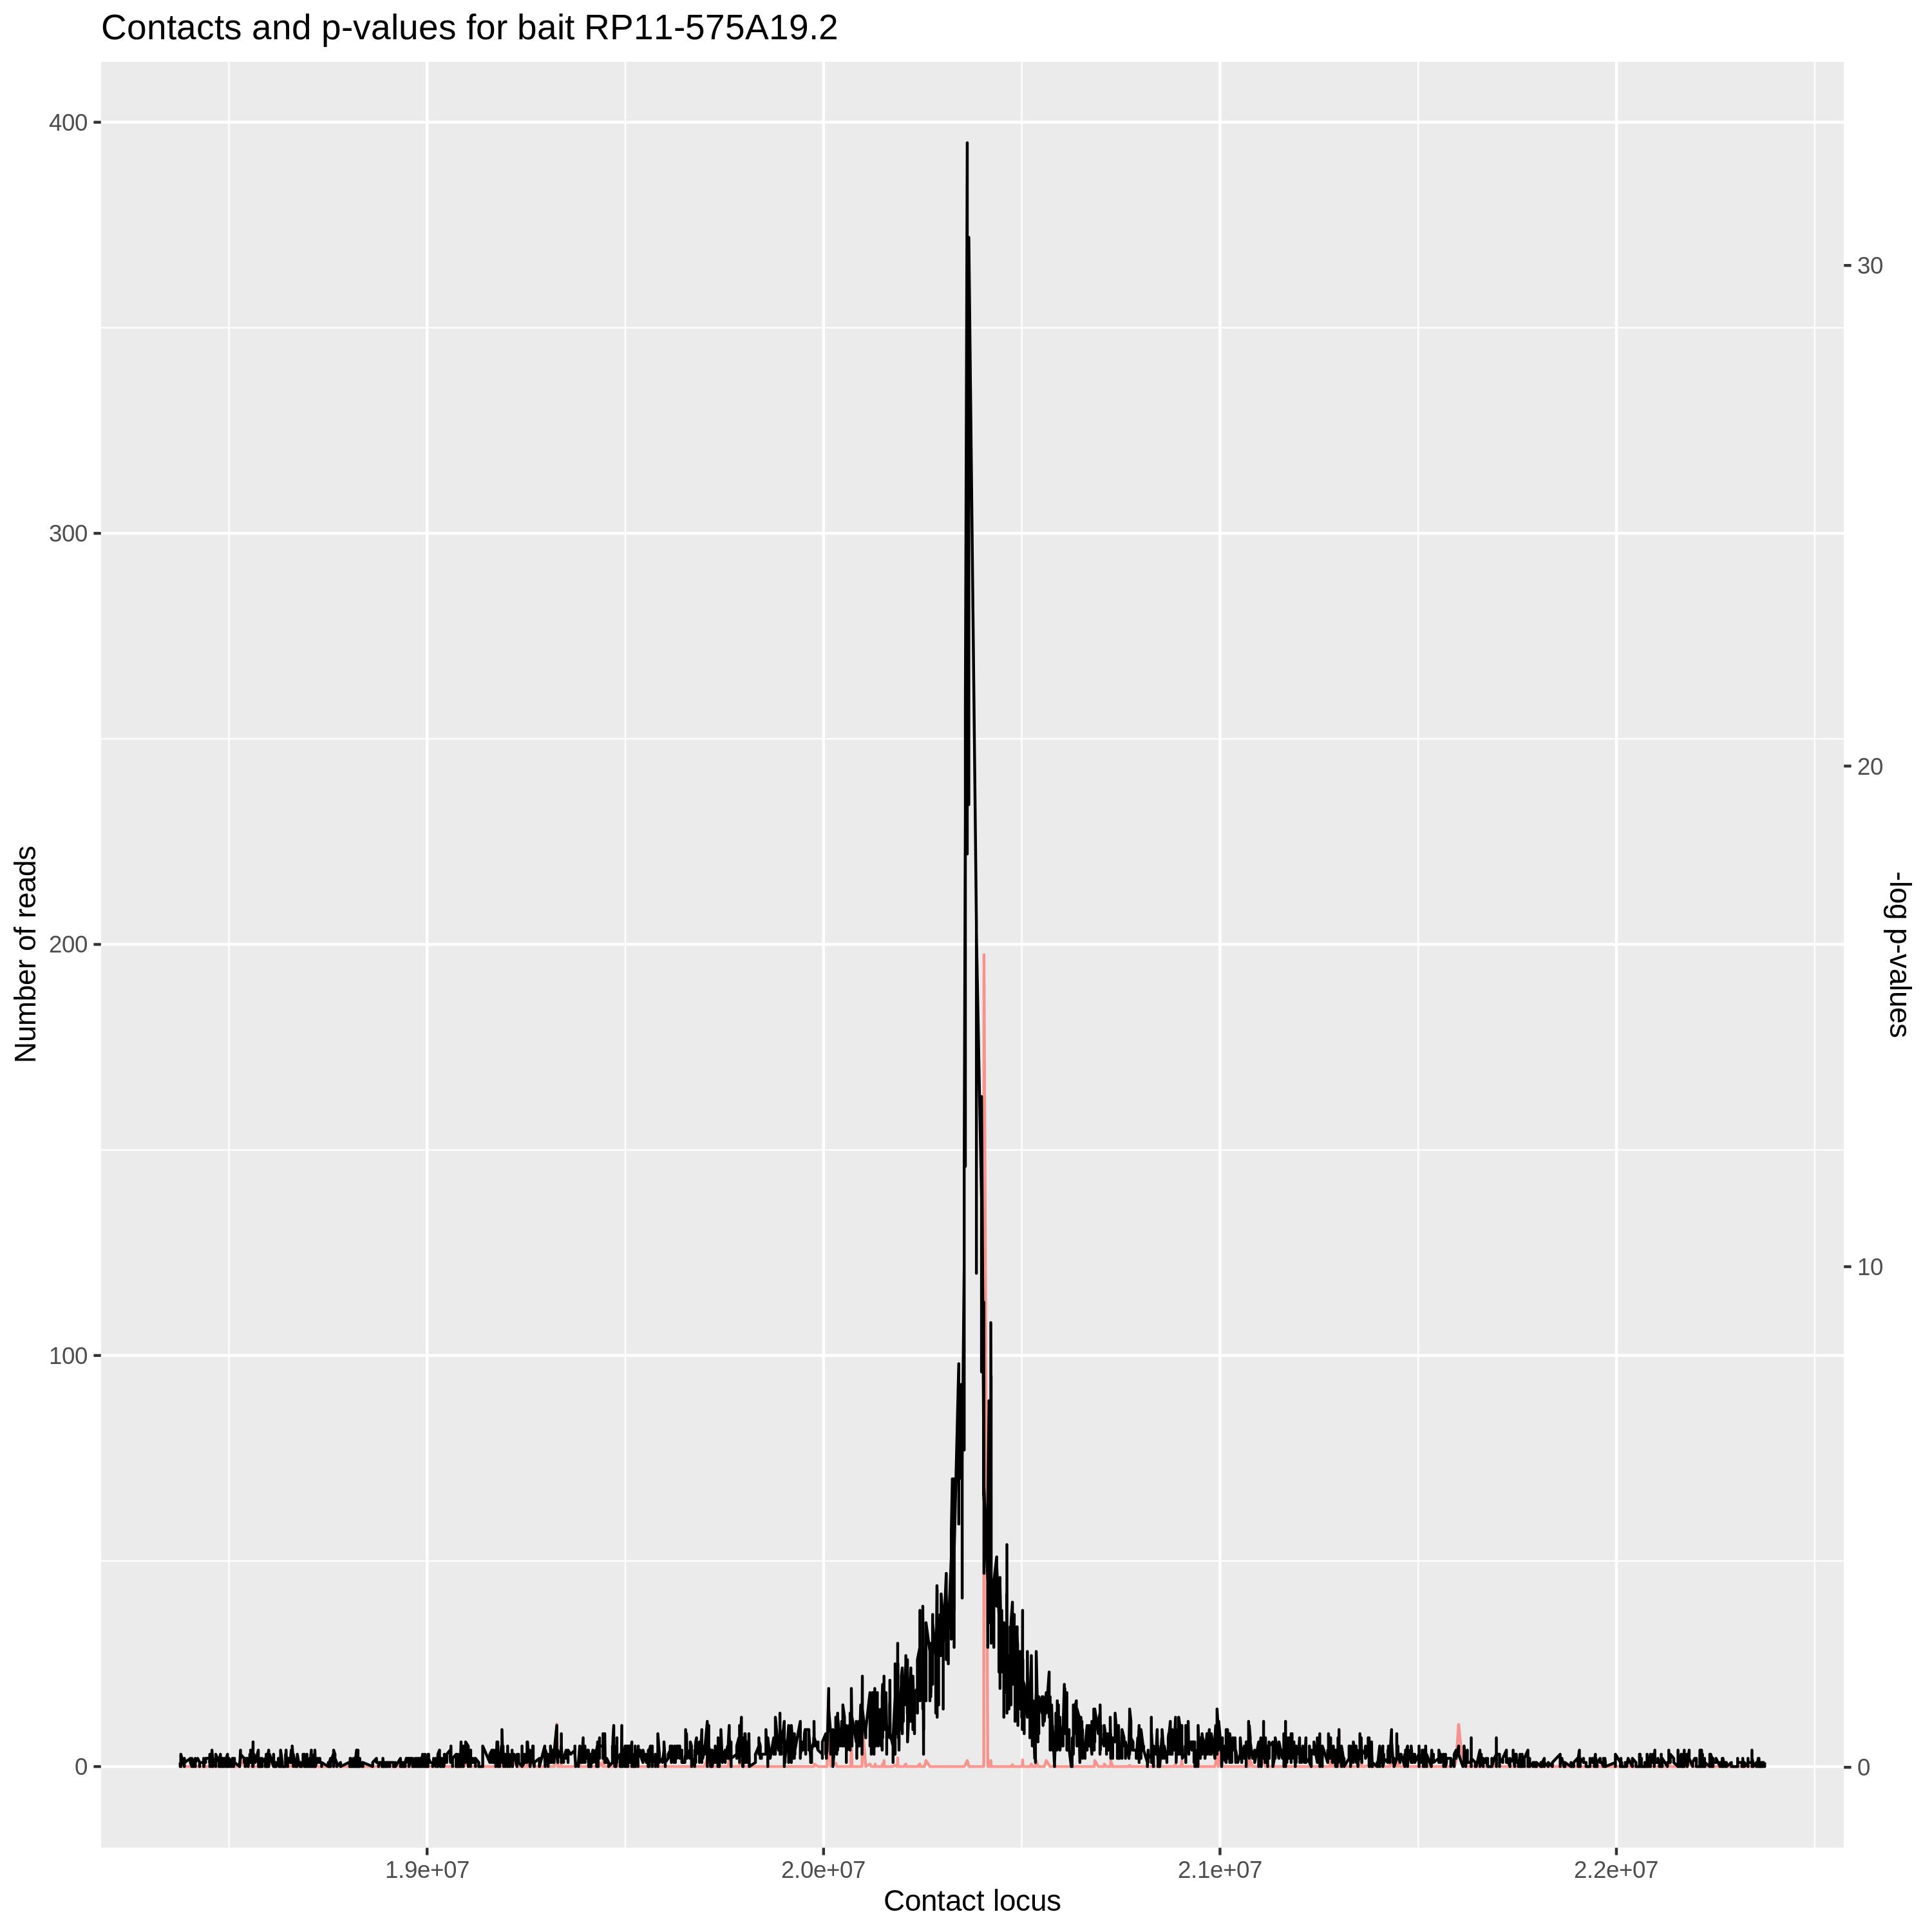 Contacts and p-values for bait RP11-575A19.2
400
300
200
100
0
Number of reads
30
20
10
0
-log p-values
1.9e+07 2.0e+07 2.1e+07 2.2e+07
Contact locus